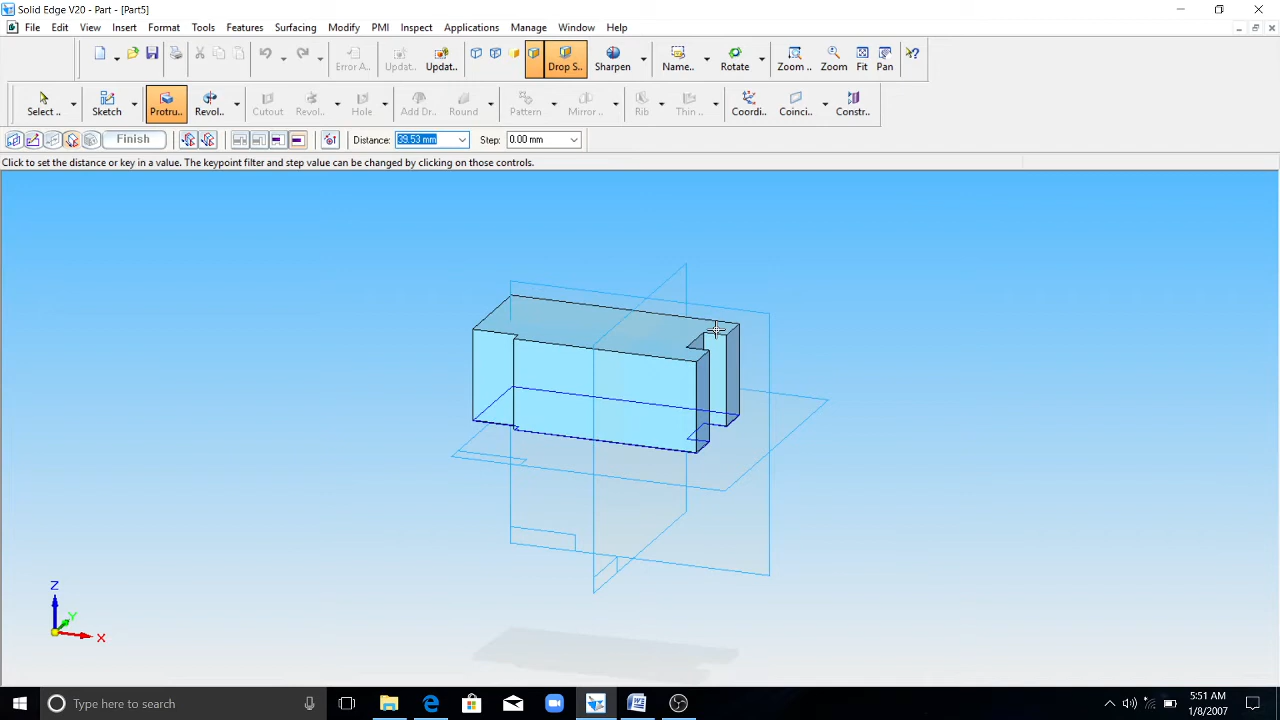 Solid Edge V20 - Part - [Part5]
File Edit View Insert Format Tools Features Surfacing Modify PMI Inspect Applications Manage Window Help
Error A.. Updat.. Updat.. Drop S.. Sharpen Name.. Rotate Zoom .. Zoom Fit Pan
Select .. Sketch Protru.. Revol.. Cutout Revol.. Hole Add Dr.. Round Pattern Mirror .. Rib Thin .. Coordi.. Coinci.. Constr..
Finish Distance: 39.53 mm Step: 0.00 mm
Click to set the distance or key in a value. The keypoint filter and step value can be changed by clicking on those controls.
Z
Y
X
Type here to search
5:51 AM
1/8/2007